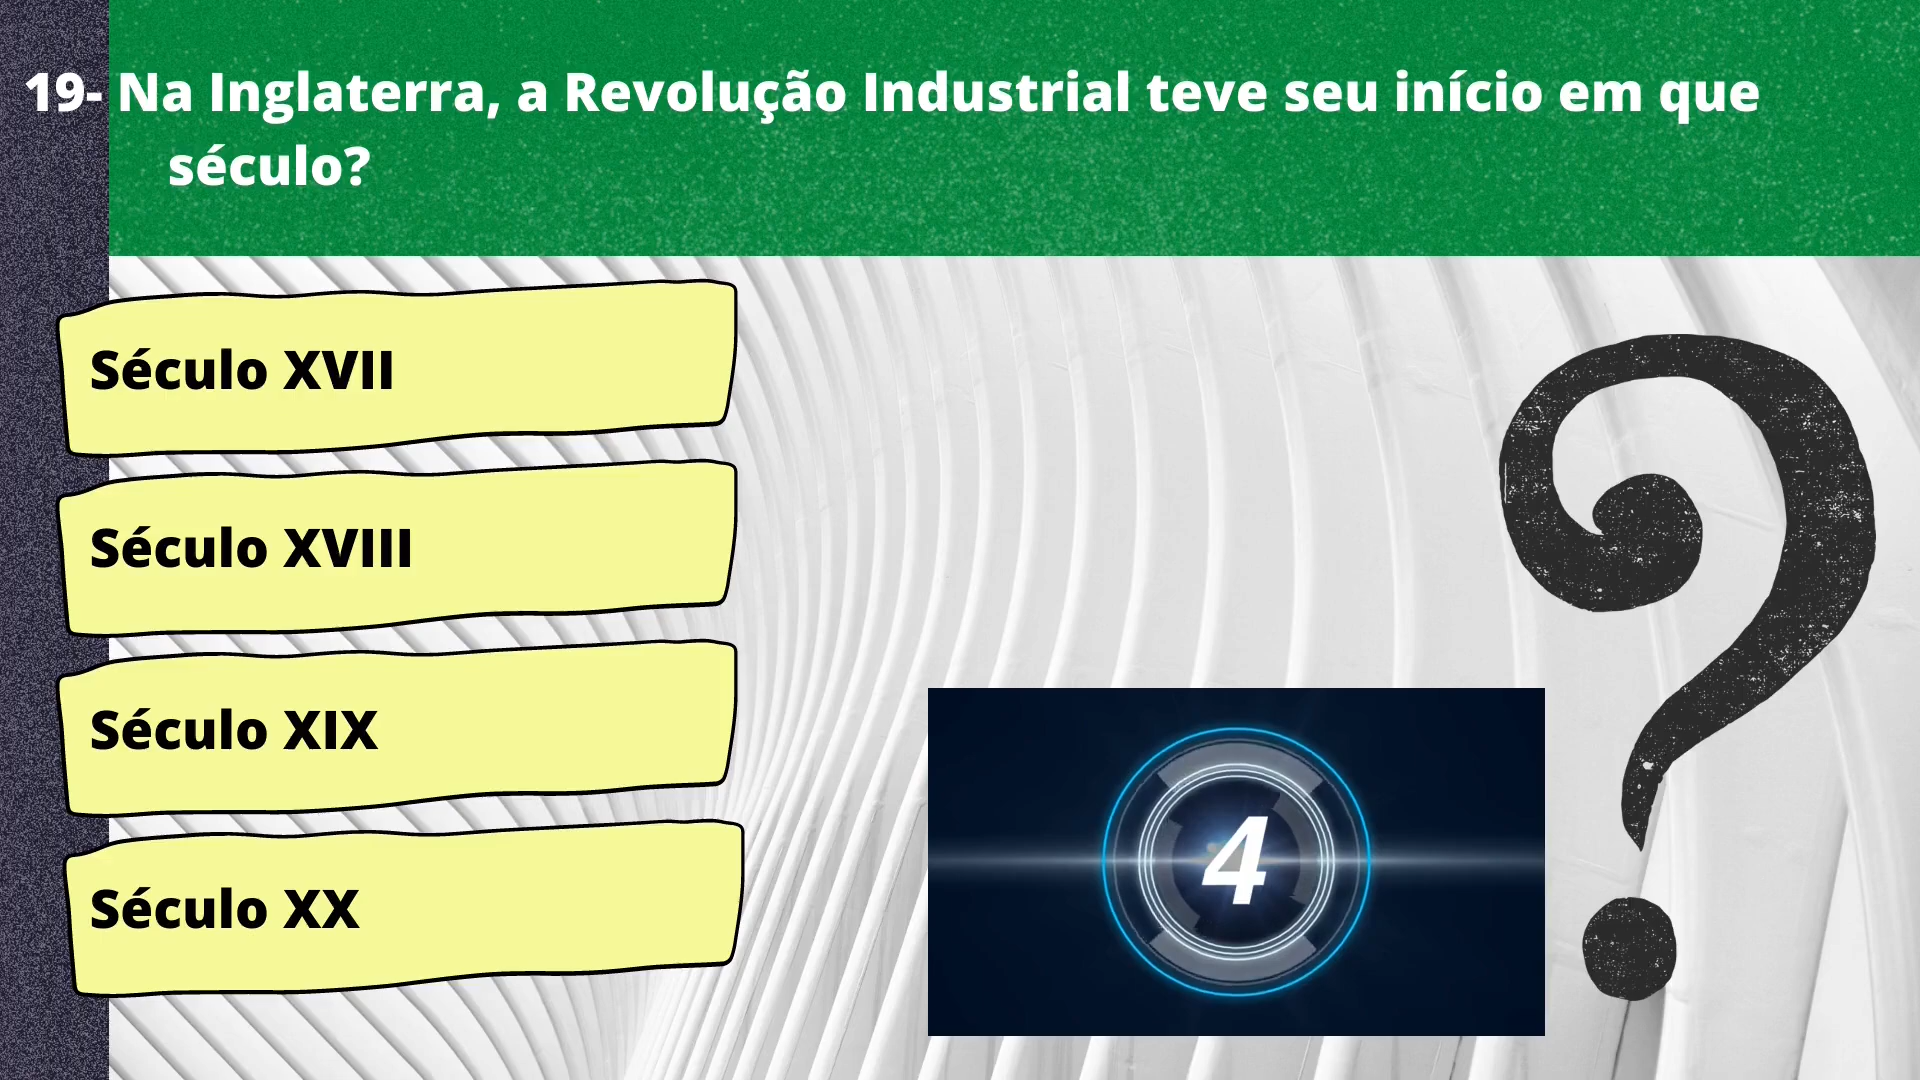 19- Na Inglaterra, a Revolução Industrial teve seu início em que
século?
Século XVII
Século XVIII
Século XIX
Século XX
4